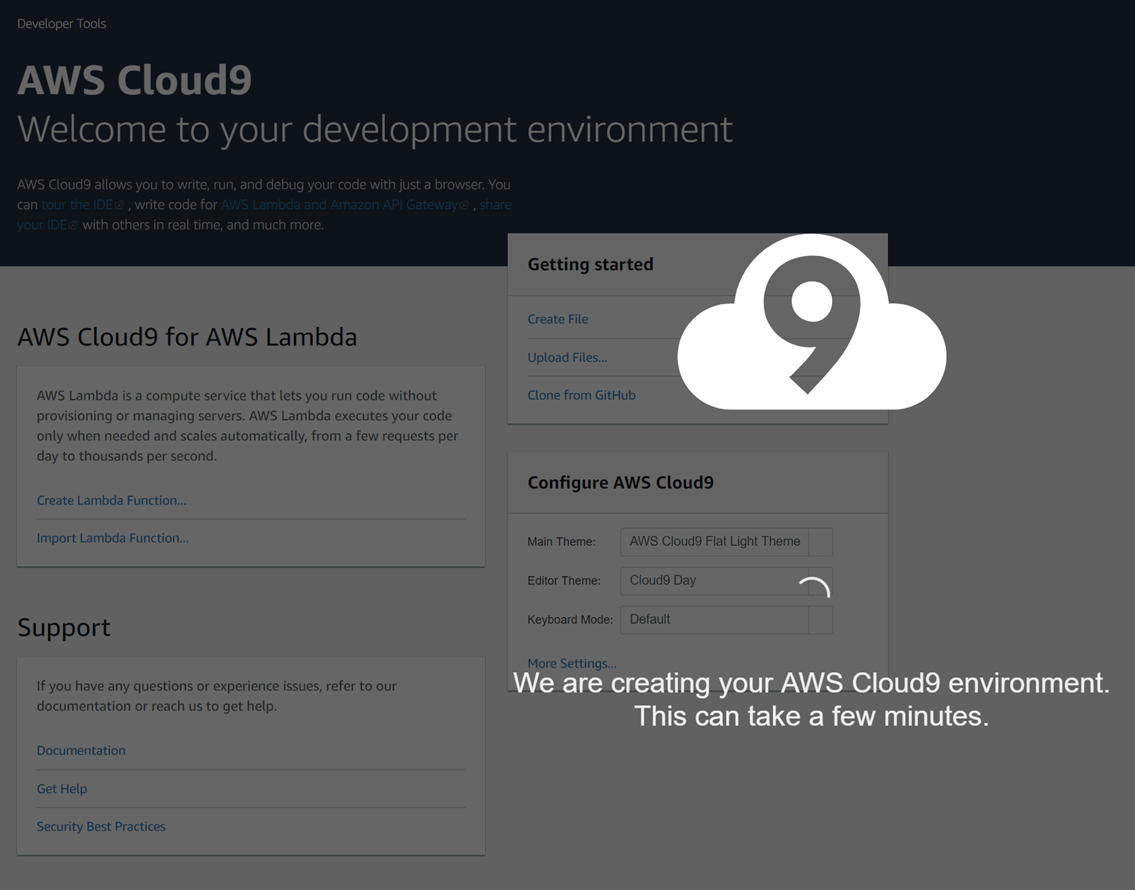 Developer Tools
AWS Cloud9
Welcome to your development environment
AWS Cloud9 allows you to write, run, and debug your code with just a browser. You
can tour the IDE , write code for AWS Lambda and Amazon API Gateway , share
your IDE with others in real time, and much more.
Getting started
Create File
Upload Files...
Clone from GitHub
9
AWS Cloud9 for AWS Lambda
AWS Lambda is a compute service that lets you run code without
provisioning or managing servers. AWS Lambda executes your code
only when needed and scales automatically, from a few requests per
day to thousands per second.
Create Lambda Function...
Import Lambda Function...
Configure AWS Cloud9
Main Theme: AWS Cloud9 Flat Light Theme
Editor Theme: Cloud9 Day
Keyboard Mode: Default
More Settings...
We are creating your AWS Cloud9 environment.
This can take a few minutes.
Support
If you have any questions or experience issues, refer to our
documentation or reach us to get help.
Documentation
Get Help
Security Best Practices